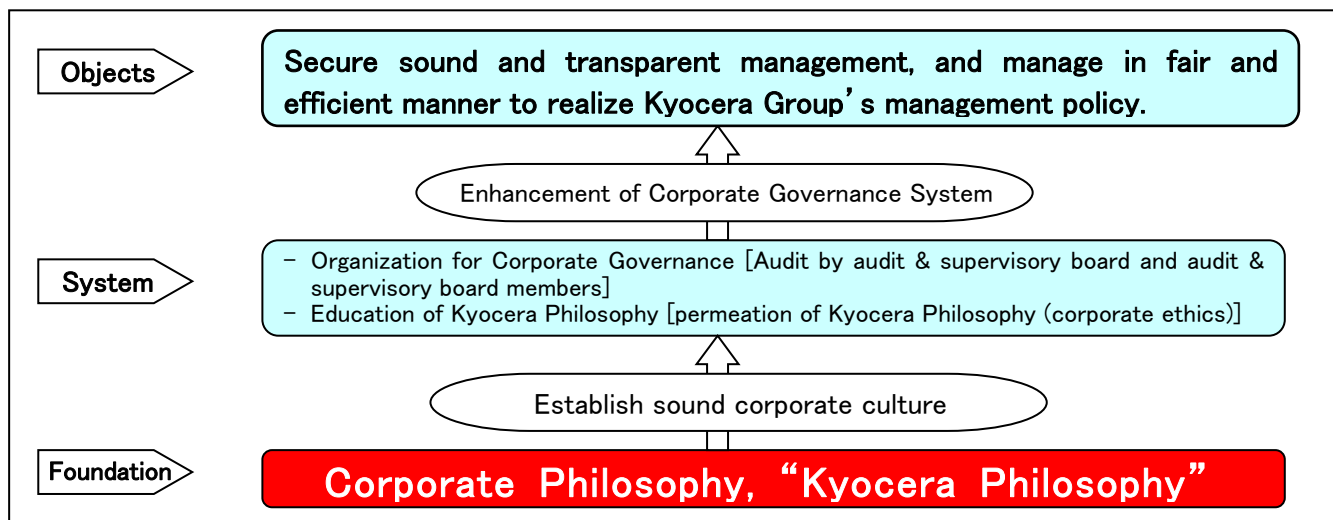 Objects
Secure sound and transparent management, and manage in fair and
efficient manner to realize Kyocera Group’s management policy.
Enhancement of Corporate Governance System
System
− Organization for Corporate Governance [Audit by audit & supervisory board and audit &
supervisory board members]
− Education of Kyocera Philosophy [permeation of Kyocera Philosophy (corporate ethics)]
Establish sound corporate culture
Foundation
Corporate Philosophy, “Kyocera Philosophy”